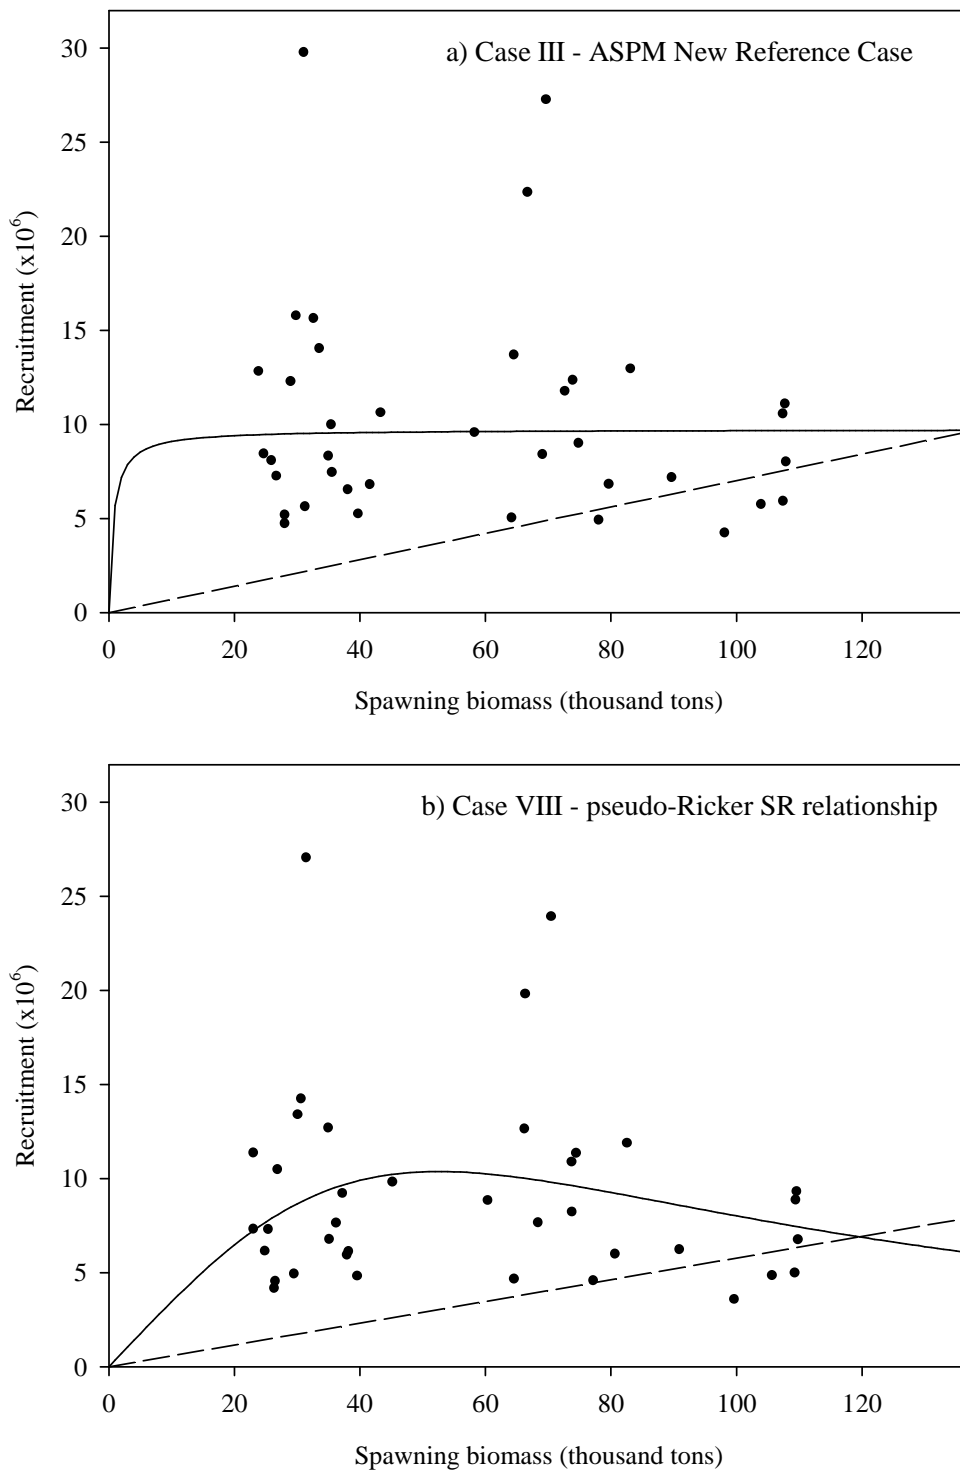 a) Case III - ASPM New Reference Case
30
25
20
15
10
5
0
Recruitment (x10⁶)
0 20 40 60 80 100 120
Spawning biomass (thousand tons)
b) Case VIII - pseudo-Ricker SR relationship
30
25
20
15
10
5
0
Recruitment (x10⁶)
0 20 40 60 80 100 120
Spawning biomass (thousand tons)